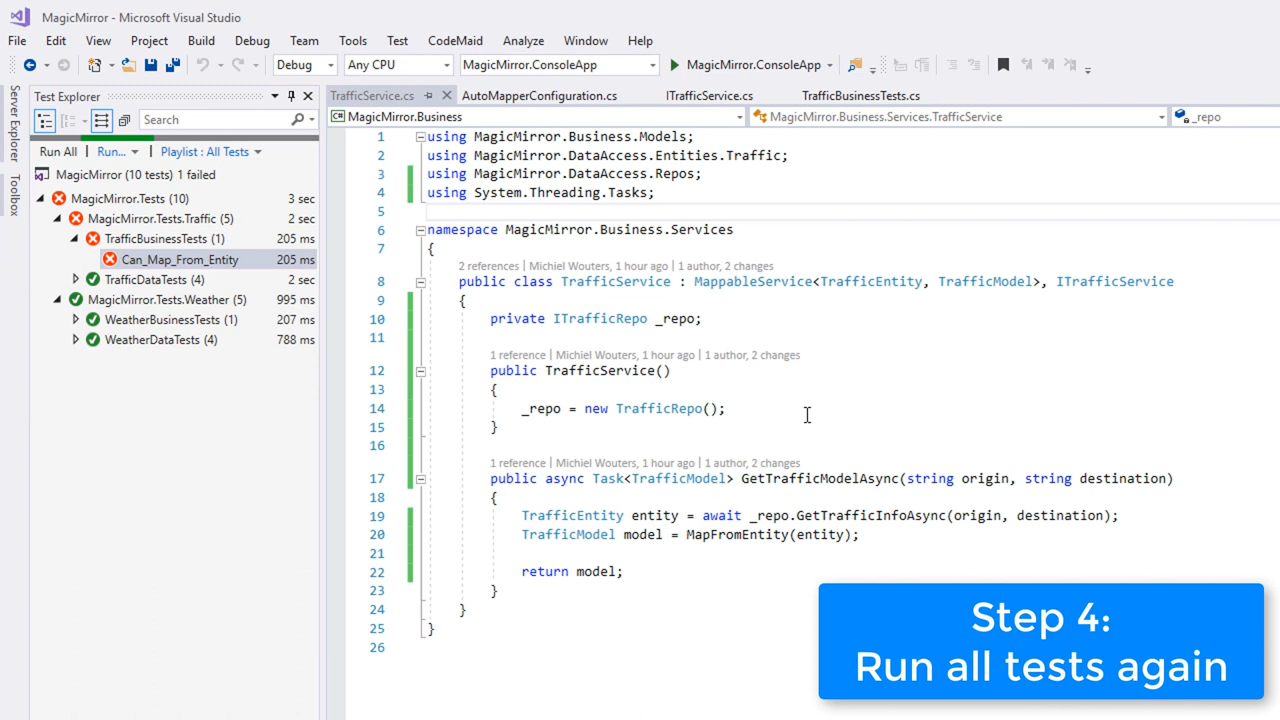 MagicMirror - Microsoft Visual Studio
File Edit View Project Build Debug Team Tools Test CodeMaid Analyze Window Help
Debug Any CPU MagicMirror.ConsoleApp MagicMirror.ConsoleApp
Server Explorer
Toolbox
Test Explorer
Search
Run All Run... Playlist : All Tests
MagicMirror (10 tests) 1 failed
MagicMirror.Tests (10) 3 sec
MagicMirror.Tests.Traffic (5) 2 sec
TrafficBusinessTests (1) 205 ms
Can_Map_From_Entity 205 ms
TrafficDataTests (4) 2 sec
MagicMirror.Tests.Weather (5) 995 ms
WeatherBusinessTests (1) 207 ms
WeatherDataTests (4) 788 ms
TrafficService.cs AutoMapperConfiguration.cs ITrafficService.cs TrafficBusinessTests.cs
C# MagicMirror.Business MagicMirror.Business.Services.TrafficService _repo
1 using MagicMirror.Business.Models;
2 using MagicMirror.DataAccess.Entities.Traffic;
3 using MagicMirror.DataAccess.Repos;
4 using System.Threading.Tasks;
5
6 namespace MagicMirror.Business.Services
7 {
2 references | Michiel Wouters, 1 hour ago | 1 author, 2 changes
8 public class TrafficService : MappableService<TrafficEntity, TrafficModel>, ITrafficService
9 {
10 private ITrafficRepo _repo;
11
1 reference | Michiel Wouters, 1 hour ago | 1 author, 2 changes
12 public TrafficService()
13 {
14 _repo = new TrafficRepo();
15 }
16
1 reference | Michiel Wouters, 1 hour ago | 1 author, 2 changes
17 public async Task<TrafficModel> GetTrafficModelAsync(string origin, string destination)
18 {
19 TrafficEntity entity = await _repo.GetTrafficInfoAsync(origin, destination);
20 TrafficModel model = MapFromEntity(entity);
21
22 return model;
23 }
24 }
25 }
26
Step 4:
Run all tests again